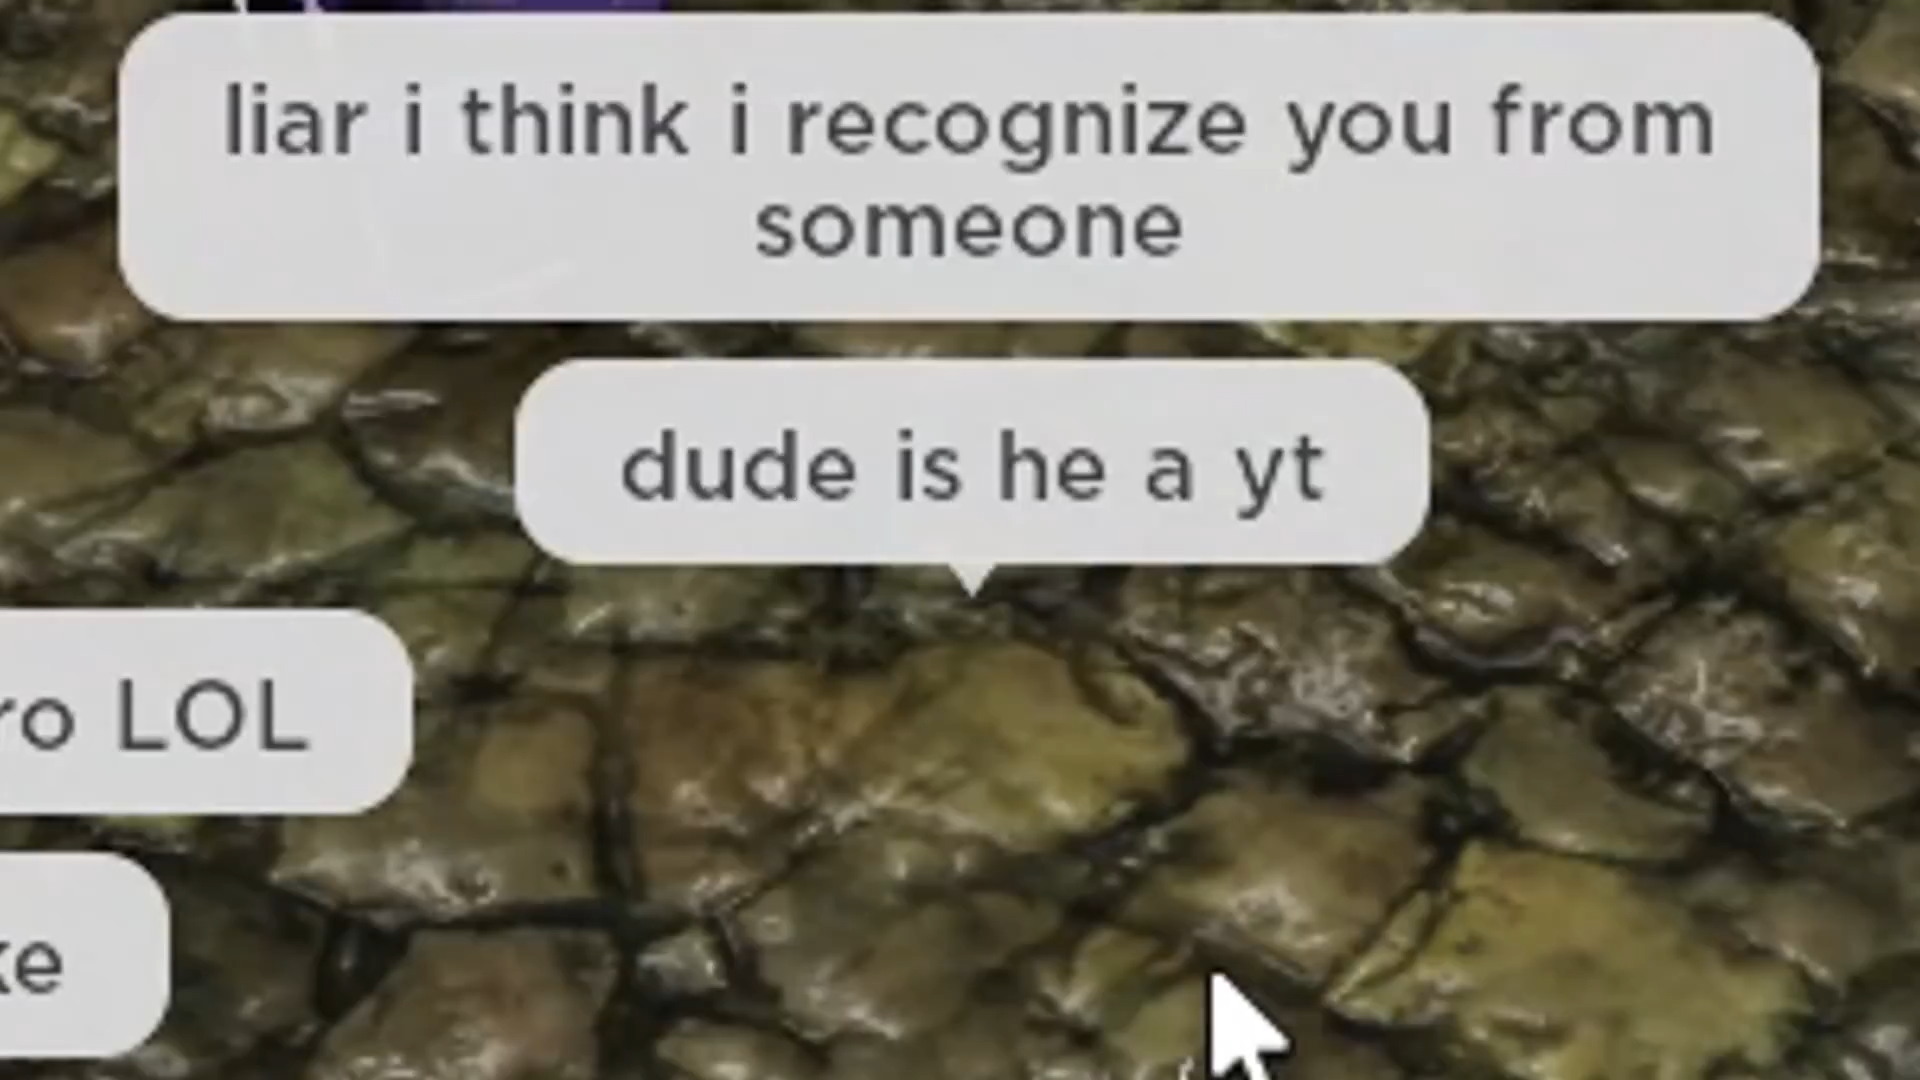 liar i think i recognize you from
someone
dude is he a yt
LOL